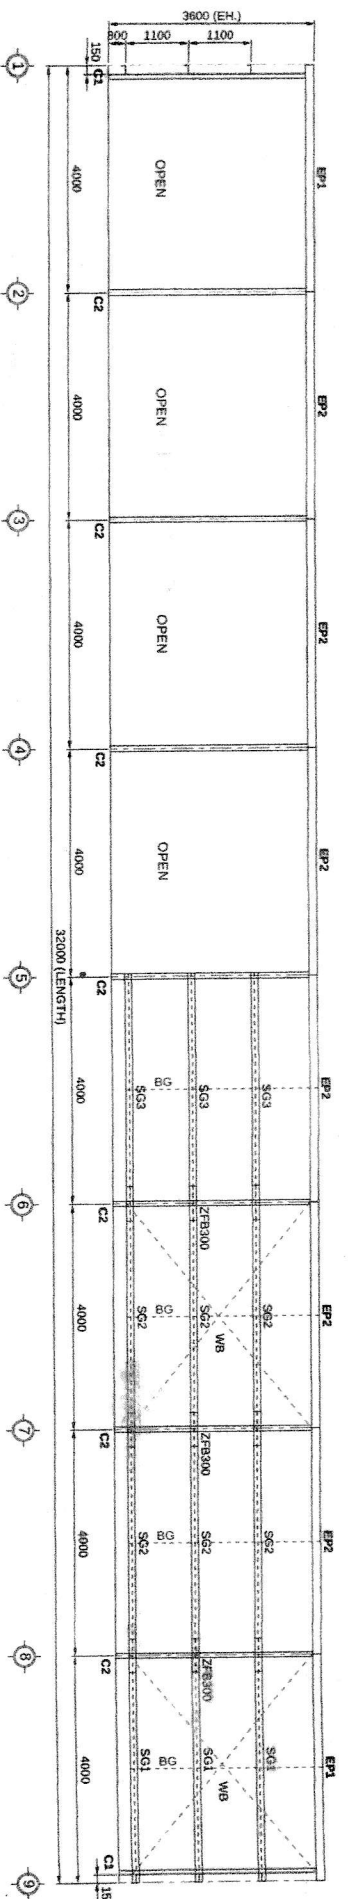 3600 (EH.)
800 1100 1100
150
EP1 EP2 EP2 EP2 EP2 EP2 EP2 EP1
OPEN OPEN OPEN OPEN
SG3 SG2 SG2 SG1
ZFB300 ZFB300 ZFB300
SG3 SG2 SG2 SG1
WB WB
BG BG BG BG
SG3 SG2 SG2 SG1
C1 C2 C2 C2 C2 C2 C2 C2 C1
4000 4000 4000 4000 4000 4000 4000 4000
15
32000 (LENGTH)
1 2 3 4 5 6 7 8 9